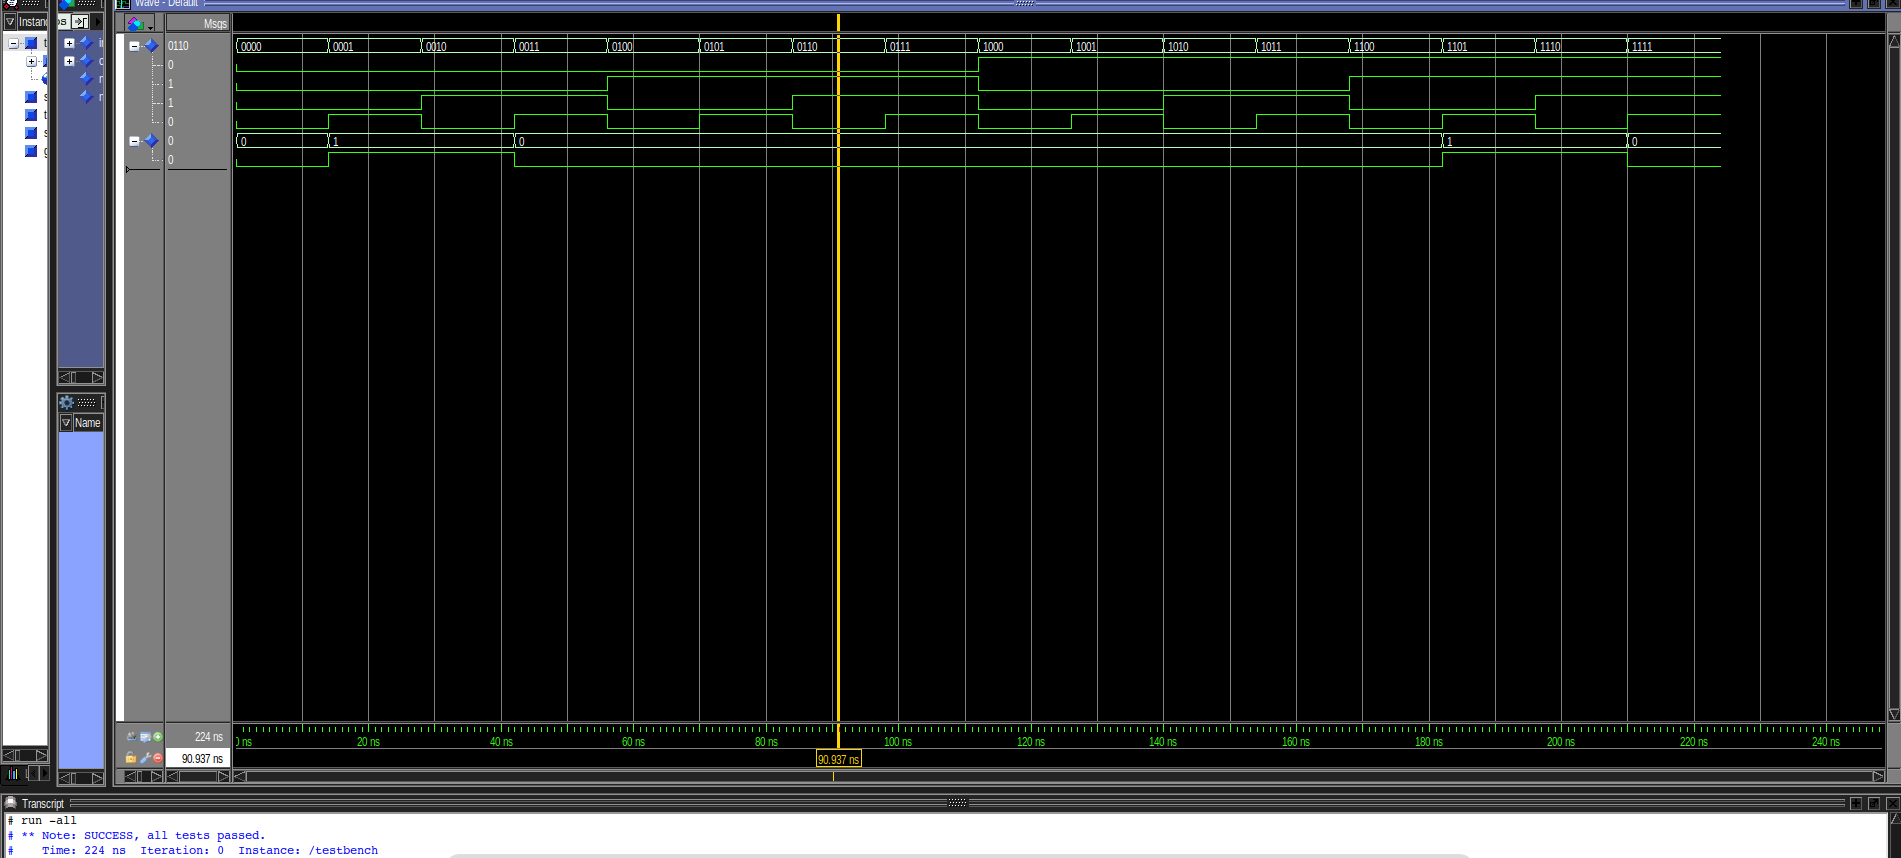 Wave - Default
Instanc
Msgs
0110
0000 0001 0010 0011 0100 0101 0110 0111 1000 1001 1010 1011 1100 1101 1110 1111
0
1
1
0
0
0 1 0 1 0
0
Name
224 ns
ns 20 ns 40 ns 60 ns 80 ns 100 ns 120 ns 140 ns 160 ns 180 ns 200 ns 220 ns 240 ns
90.937 ns
90.937 ns
Transcript
# run -all
# ** Note: SUCCESS, all tests passed.
#    Time: 224 ns  Iteration: 0  Instance: /testbench